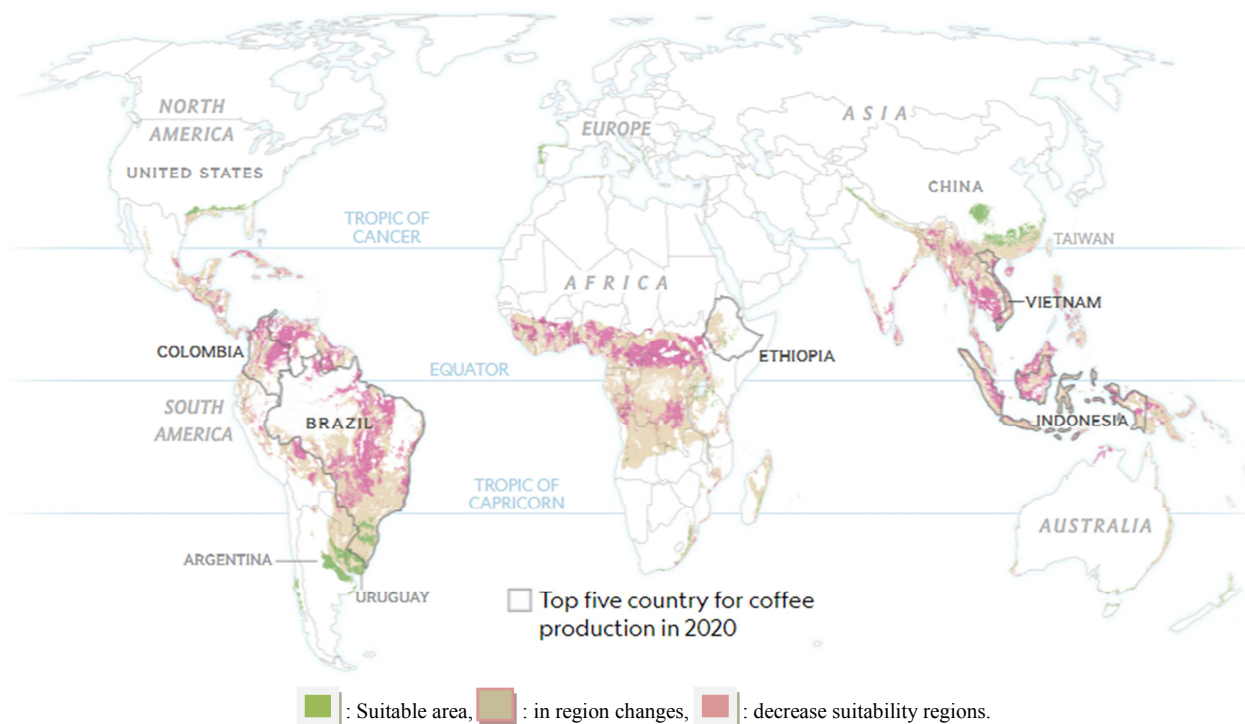 NORTH
AMERICA
UNITED STATES
EUROPE
ASIA
CHINA
TROPIC OF
CANCER
TAIWAN
AFRICA
VIETNAM
COLOMBIA
ETHIOPIA
EQUATOR
SOUTH
AMERICA
BRAZIL
INDONESIA
TROPIC OF
CAPRICORN
AUSTRALIA
ARGENTINA
URUGUAY
Top five country for coffee
production in 2020
: Suitable area, : in region changes, : decrease suitability regions.